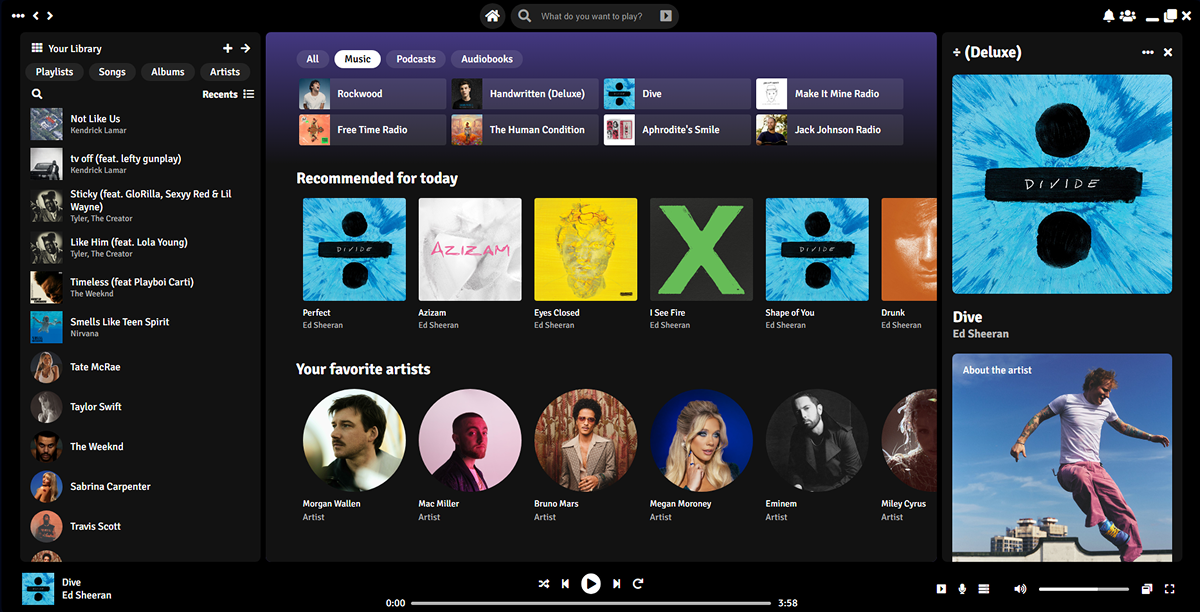 What do you want to play?
Your Library
Playlists
Songs
Albums
Artists
Recents
Not Like Us
Kendrick Lamar
tv off (feat. lefty gunplay)
Kendrick Lamar
Sticky (feat. GloRilla, Sexyy Red & Lil
Wayne)
Tyler, The Creator
Like Him (feat. Lola Young)
Tyler, The Creator
Timeless (feat Playboi Carti)
The Weeknd
Smells Like Teen Spirit
Nirvana
Tate McRae
Taylor Swift
The Weeknd
Sabrina Carpenter
Travis Scott
All
Music
Podcasts
Audiobooks
Rockwood
Handwritten (Deluxe)
Dive
Make It Mine Radio
Free Time Radio
The Human Condition
Aphrodite's Smile
Jack Johnson Radio
Recommended for today
DIVIDE
AZIZAM
X
DIVIDE
Perfect
Ed Sheeran
Azizam
Ed Sheeran
Eyes Closed
Ed Sheeran
I See Fire
Ed Sheeran
Shape of You
Ed Sheeran
Drunk
Ed Sheeran
Your favorite artists
Morgan Wallen
Artist
Mac Miller
Artist
Bruno Mars
Artist
Megan Moroney
Artist
Eminem
Artist
Miley Cyrus
Artist
÷ (Deluxe)
DIVIDE
Dive
Ed Sheeran
About the artist
Dive
Ed Sheeran
0:00
3:58